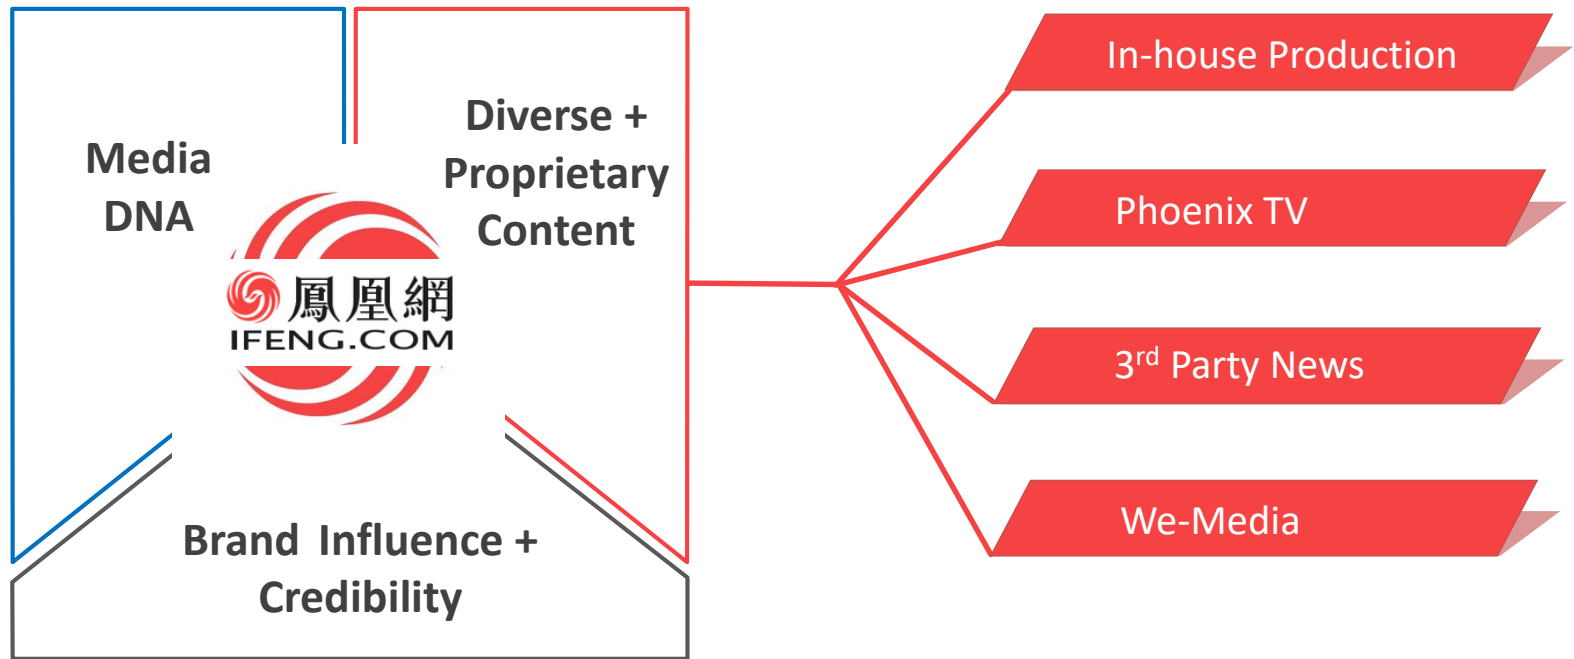 Media
DNA
Diverse +
Proprietary
Content
鳳凰網
IFENG.COM
Brand Influence +
Credibility
In-house Production
Phoenix TV
3rd Party News
We-Media